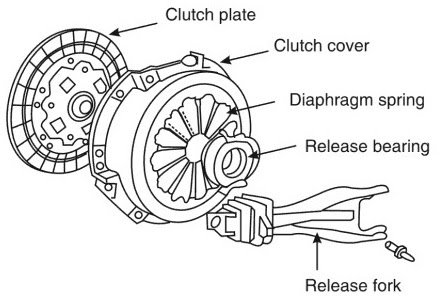 Clutch plate
Clutch cover
Diaphragm spring
Release bearing
Release fork